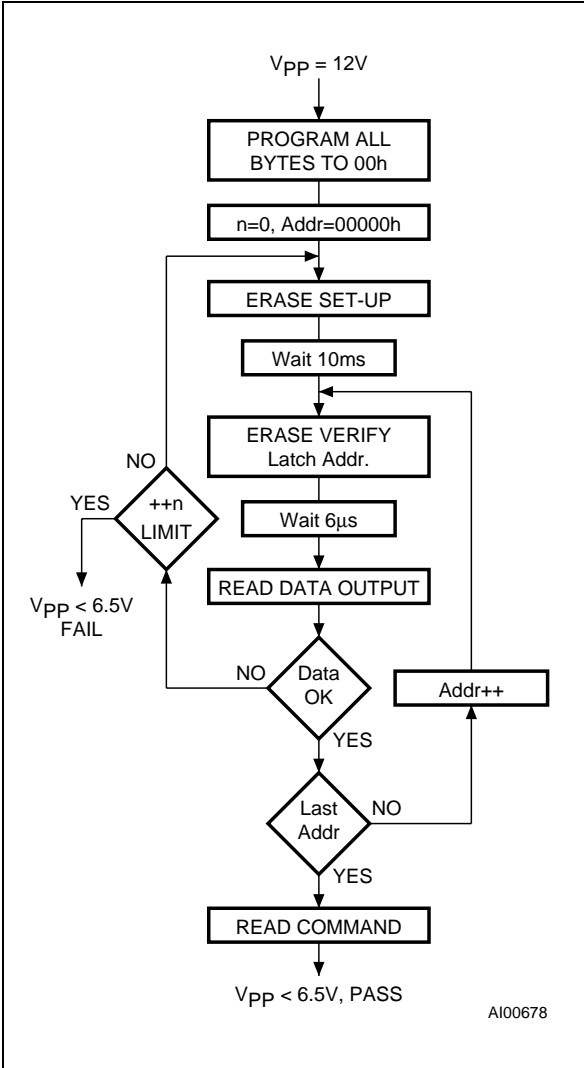 VPP = 12V
PROGRAM ALL
BYTES TO 00h
n=0, Addr=00000h
ERASE SET-UP
Wait 10ms
ERASE VERIFY
Latch Addr.
NO
YES
++n
LIMIT
Wait 6µs
VPP < 6.5V
FAIL
READ DATA OUTPUT
NO
Data
OK
Addr++
YES
Last
Addr
NO
YES
READ COMMAND
VPP < 6.5V, PASS
AI00678